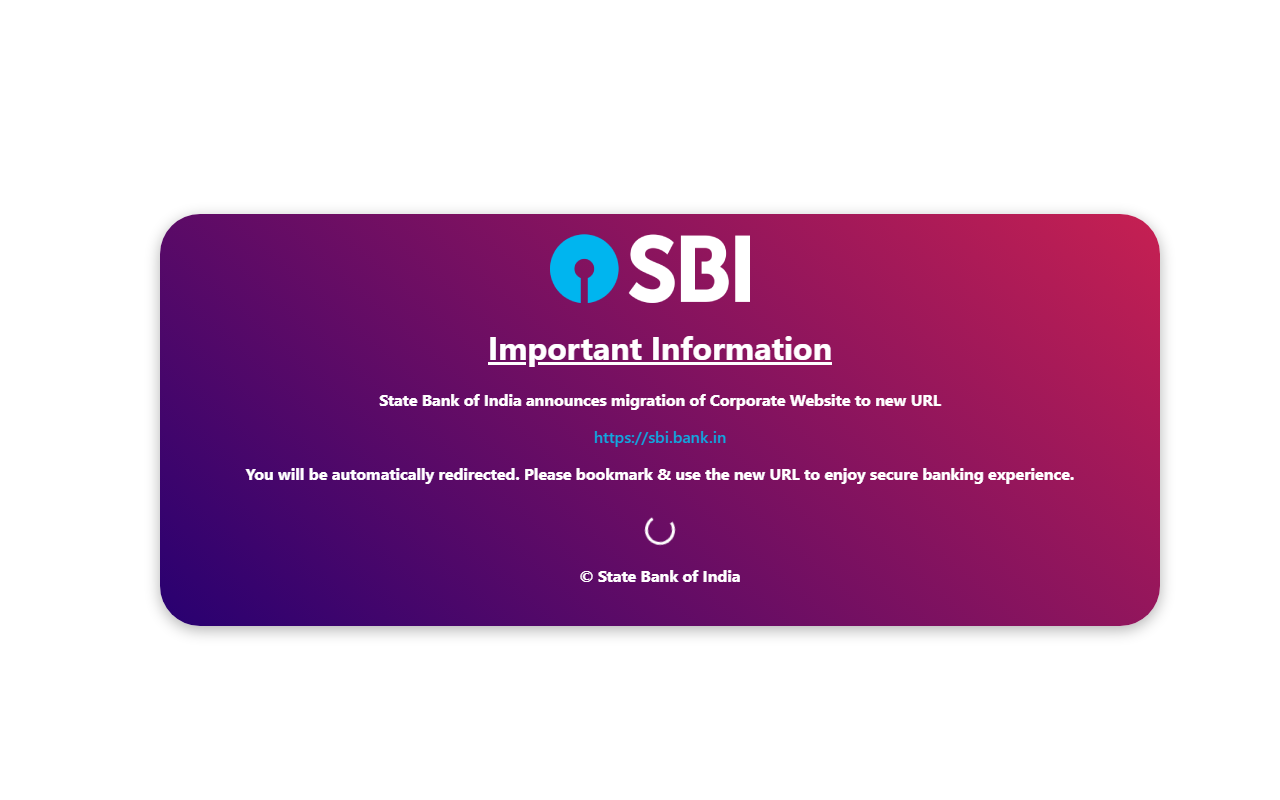 SBI
Important Information
State Bank of India announces migration of Corporate Website to new URL
https://sbi.bank.in
You will be automatically redirected. Please bookmark & use the new URL to enjoy secure banking experience.
© State Bank of India